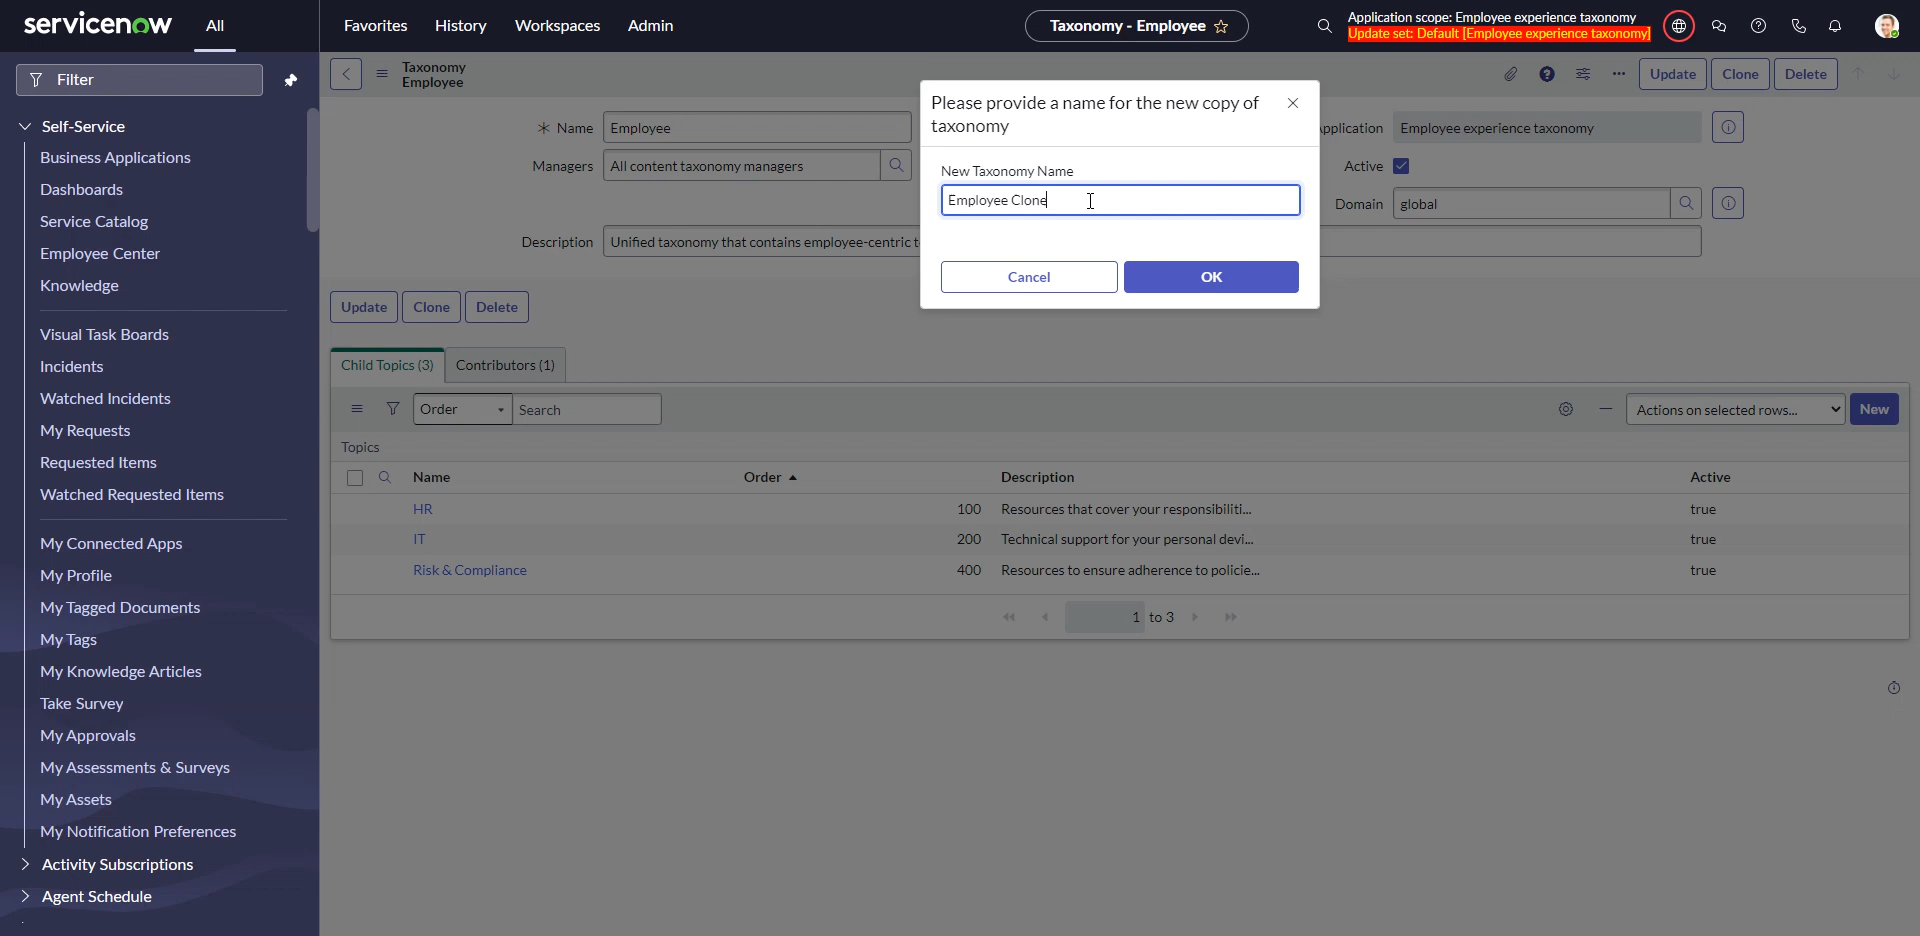 servicenow
All
Favorites
History
Workspaces
Admin
Taxonomy - Employee
Application scope: Employee experience taxonomy
Update set: Default [Employee experience taxonomy]
Filter
Self-Service
Business Applications
Dashboards
Service Catalog
Employee Center
Knowledge
Visual Task Boards
Incidents
Watched Incidents
My Requests
Requested Items
Watched Requested Items
My Connected Apps
My Profile
My Tagged Documents
My Tags
My Knowledge Articles
Take Survey
My Approvals
My Assessments & Surveys
My Assets
My Notification Preferences
Activity Subscriptions
Agent Schedule
Taxonomy
Employee
Update
Clone
Delete
Name
Employee
Managers
All content taxonomy managers
Description
Unified taxonomy that contains employee-centric t
pplication
Employee experience taxonomy
Active
Domain
global
Please provide a name for the new copy of
taxonomy
New Taxonomy Name
Employee Clone
Cancel
OK
Update
Clone
Delete
Child Topics (3)
Contributors (1)
Order
Search
Actions on selected rows...
New
Topics
Name Order Description Active
HR 100 Resources that cover your responsibiliti... true
IT 200 Technical support for your personal devi... true
Risk & Compliance 400 Resources to ensure adherence to policie... true
1 to 3